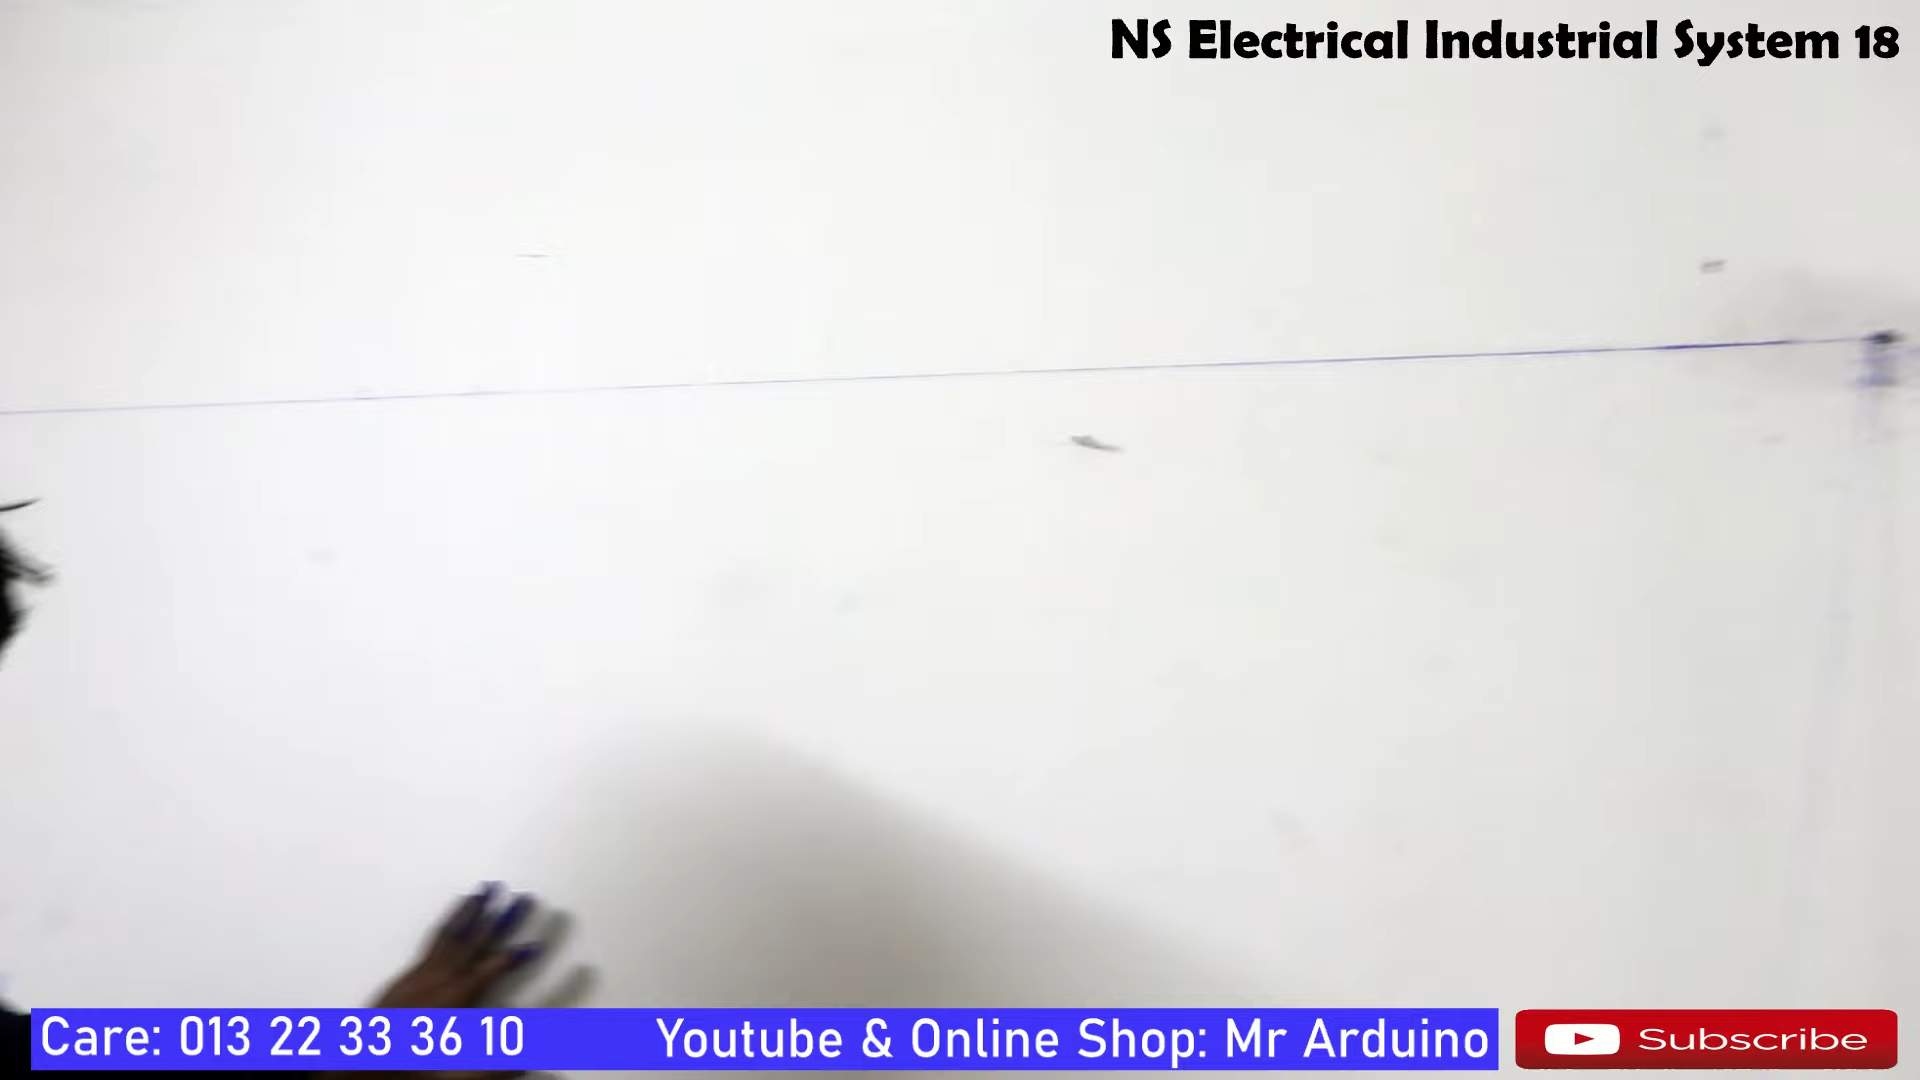 NS Electrical Industrial System 18
Care: 013 22 33 36 10
Youtube & Online Shop: Mr Arduino
Subscribe